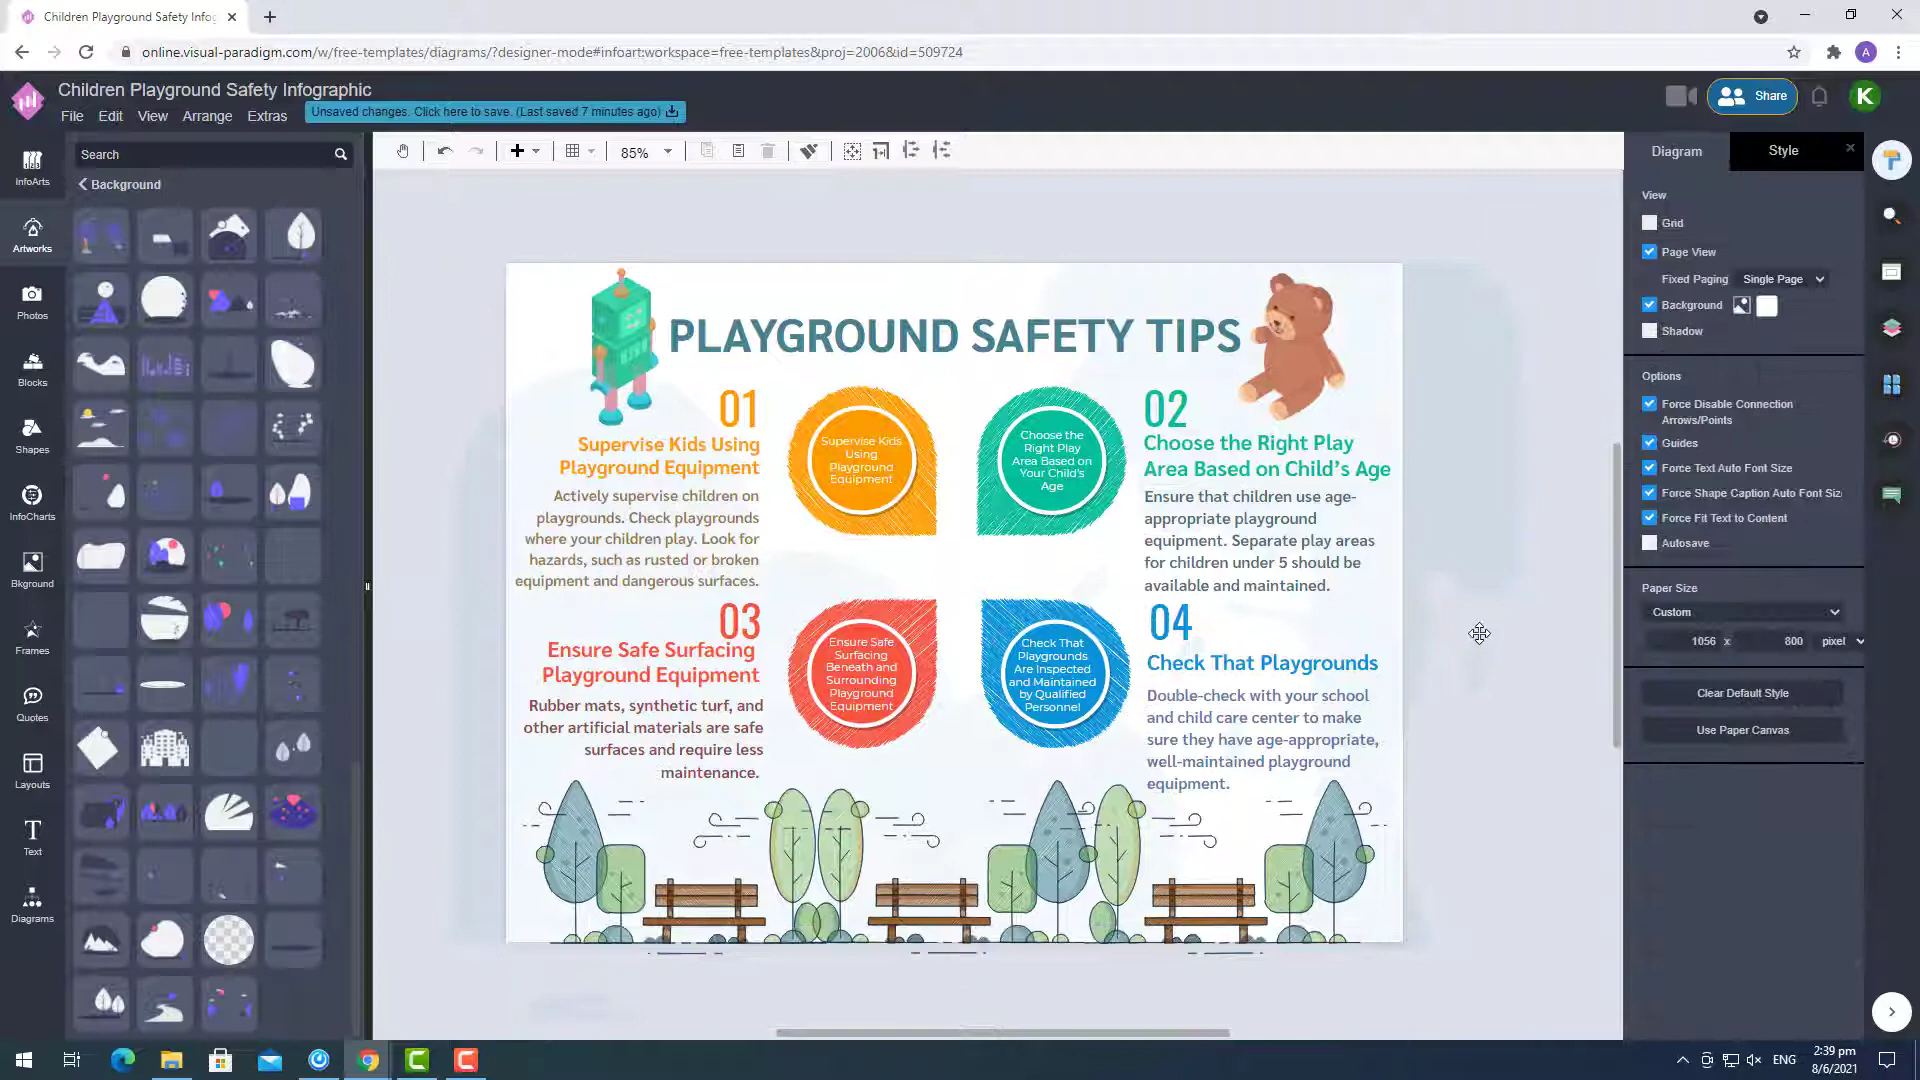 Children Playground Safety Infog
online.visual-paradigm.com/w/free-templates/diagrams/?designer-mode#infoart:workspace=free-templates&proj=2006&id=509724
A
Children Playground Safety Infographic
File Edit View Arrange Extras
Unsaved changes. Click here to save. (Last saved 7 minutes ago)
Share
K
Search
Background
InfoArts
Artworks
Photos
Blocks
Shapes
InfoCharts
Bkground
Frames
Quotes
Layouts
Text
Diagrams
85%
PLAYGROUND SAFETY TIPS
01
Supervise Kids Using
Playground Equipment
Actively supervise children on
playgrounds. Check playgrounds
where your children play. Look for
hazards, such as rusted or broken
equipment and dangerous surfaces.
Supervise Kids
Using
Playground
Equipment
Choose the
Right Play
Area Based on
Your Child's
Age
02
Choose the Right Play
Area Based on Child's Age
Ensure that children use age-
appropriate playground
equipment. Separate play areas
for children under 5 should be
available and maintained.
03
Ensure Safe Surfacing
Playground Equipment
Rubber mats, synthetic turf, and
other artificial materials are safe
surfaces and require less
maintenance.
Ensure Safe
Surfacing
Beneath and
Surrounding
Playground
Equipment
Check That
Playgrounds
Are Inspected
and Maintained
by Qualified
Personnel
04
Check That Playgrounds
Double-check with your school
and child care center to make
sure they have age-appropriate,
well-maintained playground
equipment.
Diagram
Style
View
Grid
Page View
Fixed Paging Single Page
Background
Shadow
Options
Force Disable Connection
Arrows/Points
Guides
Force Text Auto Font Size
Force Shape Caption Auto Font Siz
Force Fit Text to Content
Autosave
Paper Size
Custom
1056 x 800 pixel
Clear Default Style
Use Paper Canvas
ENG
2:39 pm
8/6/2021